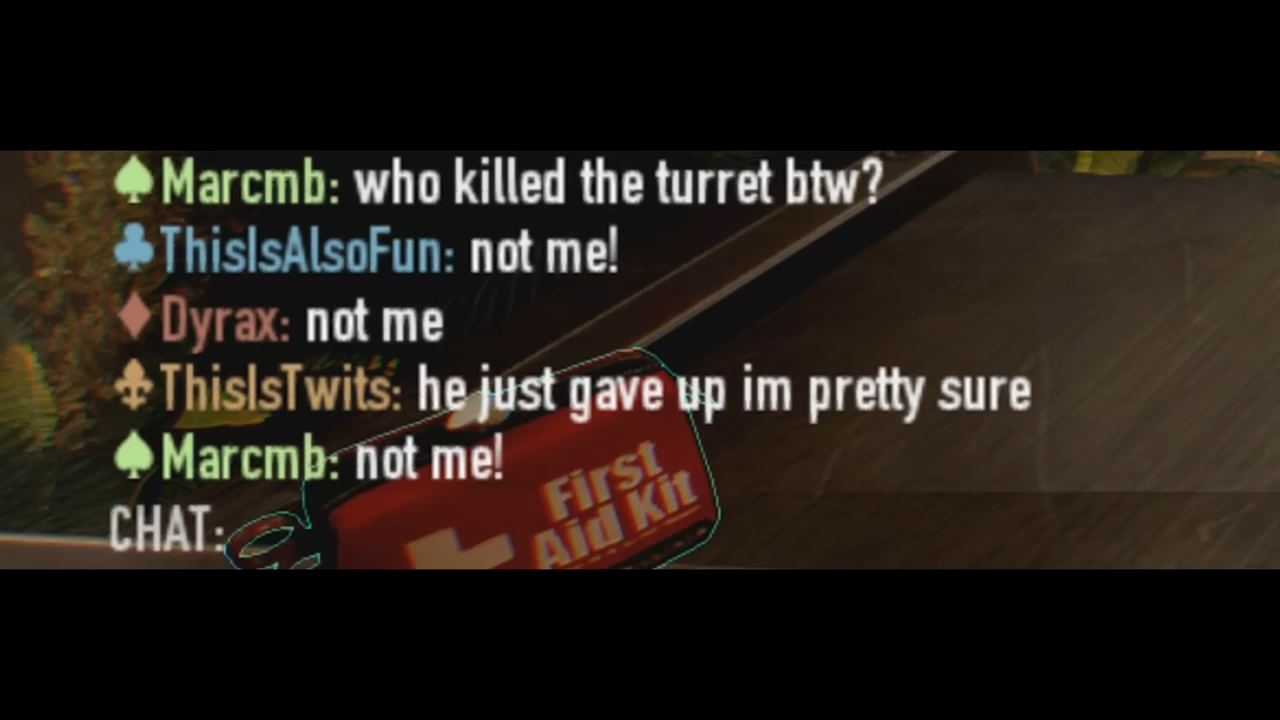 Marcmb: who killed the turret btw?
ThisIsAlsoFun: not me!
Dyrax: not me
ThisIsTwits: he just gave up im pretty sure
Marcmb: not me!
CHAT:
First
Aid Kit